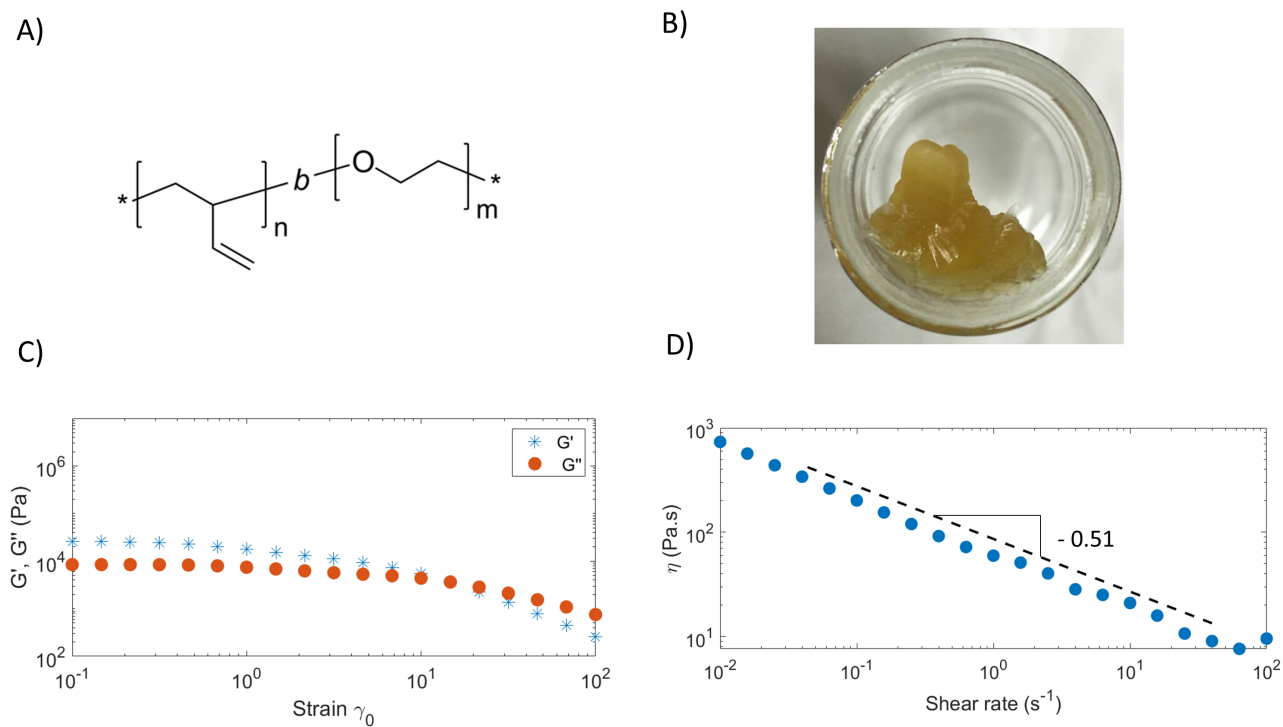 A)
B)
* [ ]n b [ O ]m *
C)
D)
G'
G"
10⁶
10⁴
10²
G', G" (Pa)
10⁻¹ 10⁰ 10¹ 10²
Strain γ₀
10³
10²
10¹
η (Pa.s)
- 0.51
10⁻² 10⁻¹ 10⁰ 10¹ 10²
Shear rate (s⁻¹)